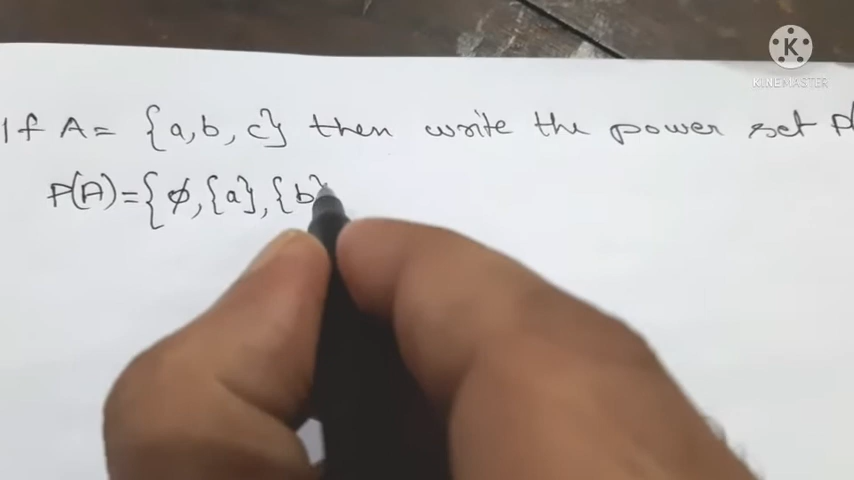 K
KINEMASTER
If A = {a, b, c} then write the power set P(
P(A) = { ϕ, {a}, {b}